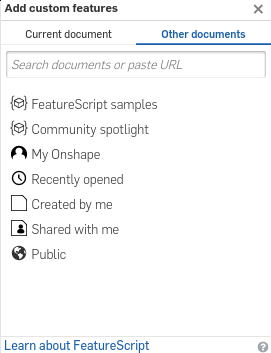 Add custom features
Current document
Other documents
Search documents or paste URL
FeatureScript samples
Community spotlight
My Onshape
Recently opened
Created by me
Shared with me
Public
Learn about FeatureScript